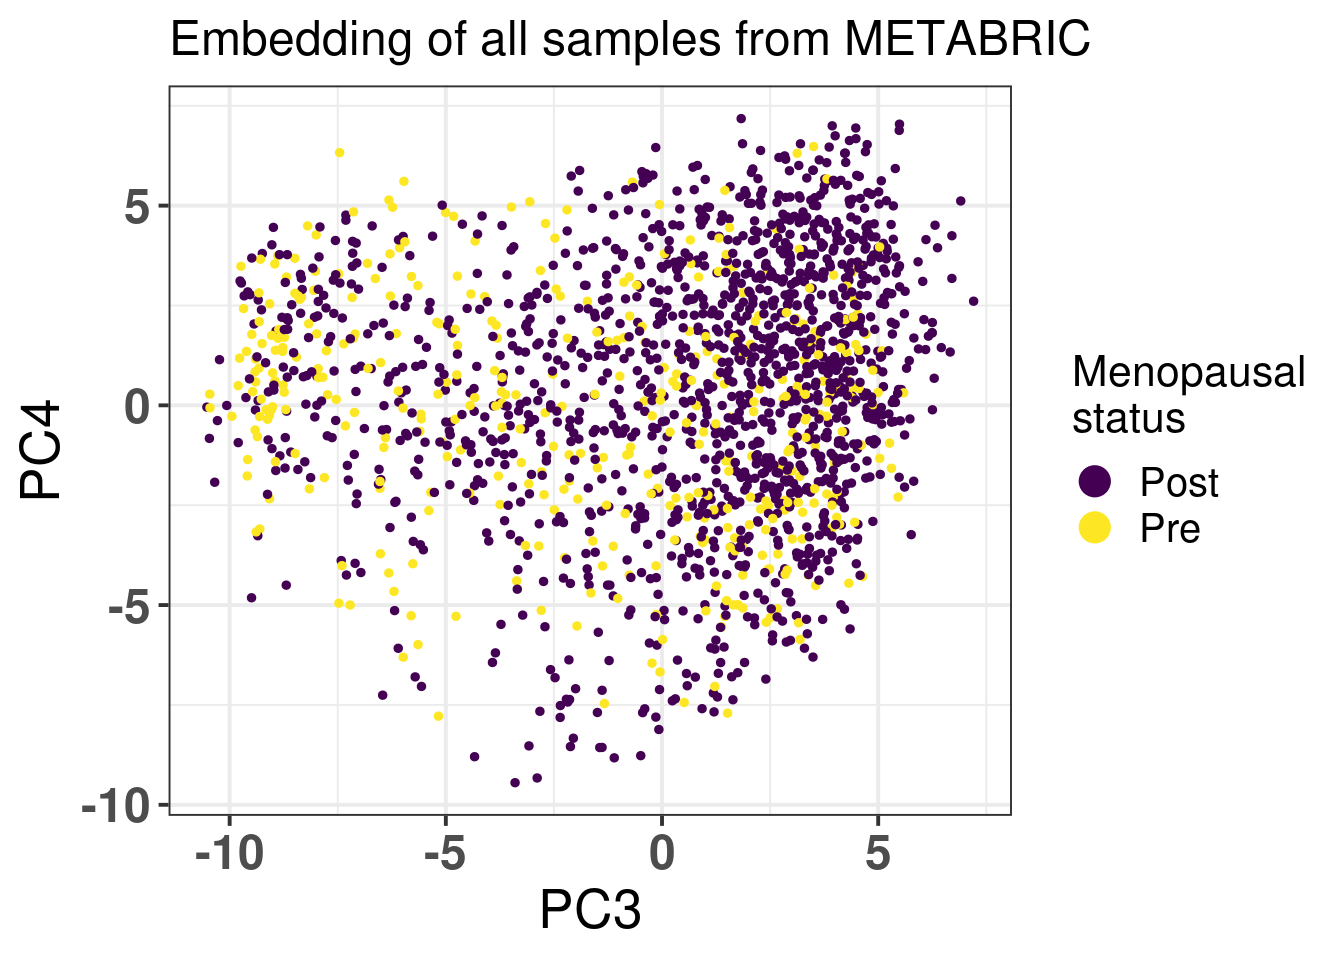 Embedding of all samples from METABRIC
PC4
5
0
-5
-10
-10 -5 0 5
PC3
Menopausal
status
Post
Pre